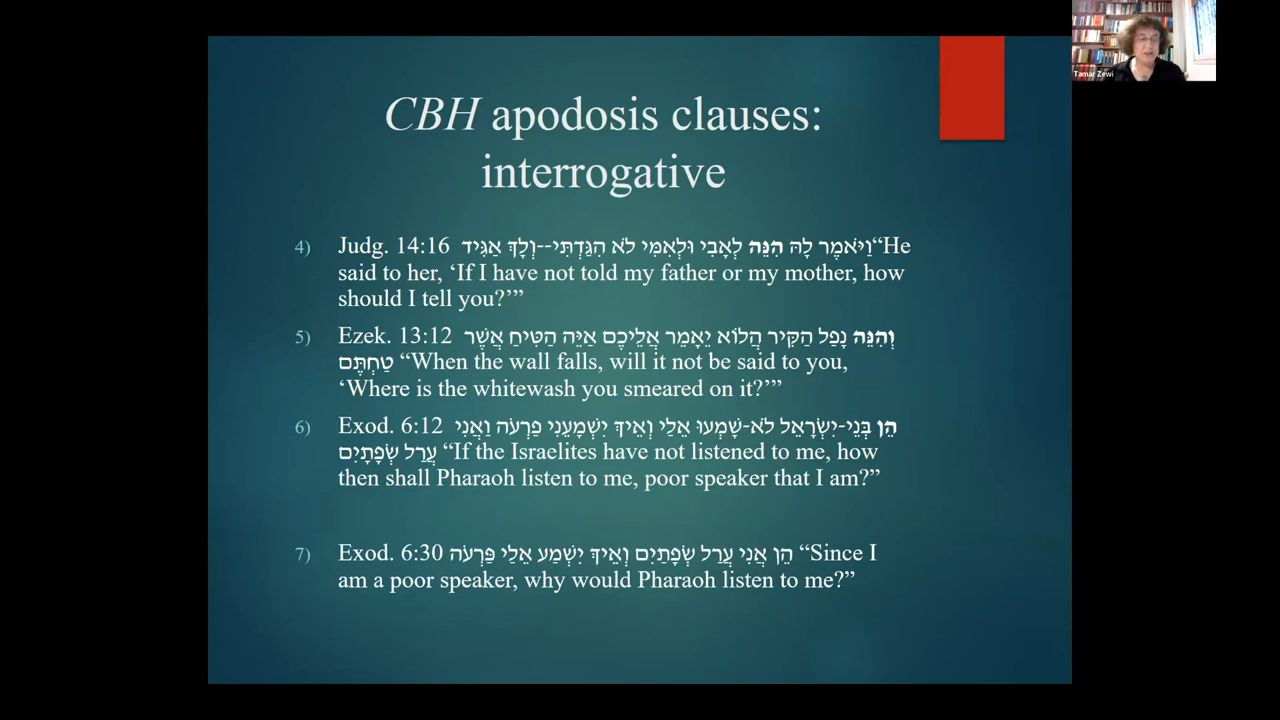 CBH apodosis clauses:
interrogative
4) Judg. 14:16 וַיֹּאמֶר לָהּ הִנֵּה לְאָבִי וּלְאִמִּי לֹא הִגַּדְתִּי--וְלָךְ אַגִּיד “He
said to her, ‘If I have not told my father or my mother, how
should I tell you?’”
5) Ezek. 13:12 וְהִנֵּה נָפַל הַקִּיר הֲלוֹא יֵאָמֵר אֲלֵיכֶם אַיֵּה הַטִּיחַ אֲשֶׁר
טַחְתֶּם “When the wall falls, will it not be said to you,
‘Where is the whitewash you smeared on it?’”
6) Exod. 6:12 הֵן בְּנֵי-יִשְׂרָאֵל לֹא-שָׁמְעוּ אֵלַי וְאֵיךְ יִשְׁמָעֵנִי פַרְעֹה וַאֲנִי
עֲרַל שְׂפָתָיִם “If the Israelites have not listened to me, how
then shall Pharaoh listen to me, poor speaker that I am?”
7) Exod. 6:30 הֵן אֲנִי עֲרַל שְׂפָתַיִם וְאֵיךְ יִשְׁמַע אֵלַי פַּרְעֹה “Since I
am a poor speaker, why would Pharaoh listen to me?”
Tamar Zewi